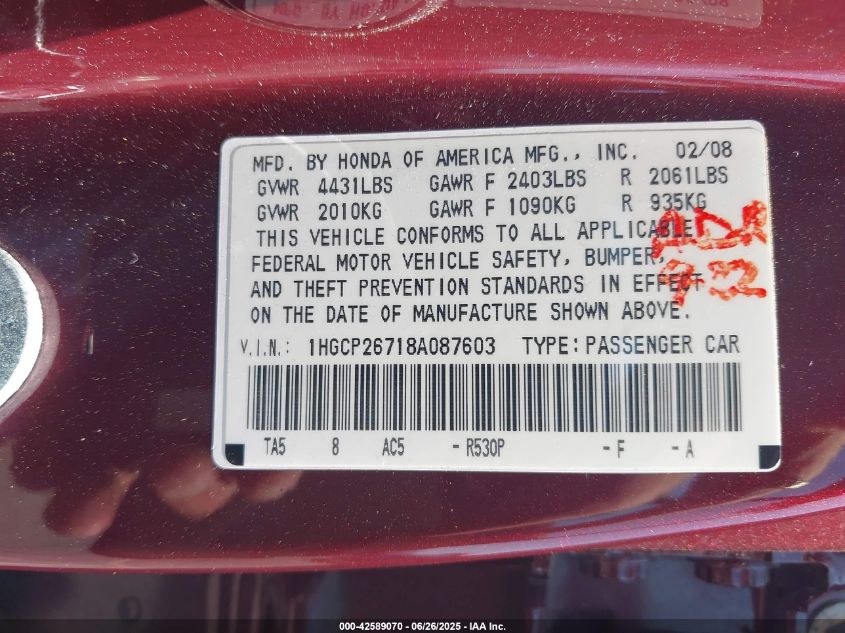 MFD. BY HONDA OF AMERICA MFG., INC. 02/08
GVWR 4431LBS GAWR F 2403LBS R 2061LBS
GVWR 2010KG GAWR F 1090KG R 935KG
THIS VEHICLE CONFORMS TO ALL APPLICABLE
FEDERAL MOTOR VEHICLE SAFETY, BUMPER,
AND THEFT PREVENTION STANDARDS IN EFFECT
ON THE DATE OF MANUFACTURE SHOWN ABOVE.
V.I.N.: 1HGCP26718A087603 TYPE: PASSENGER CAR
TA5 8 AC5 - R530P - F - A
000-42589070 | 06/26/2025 - IAA Inc.